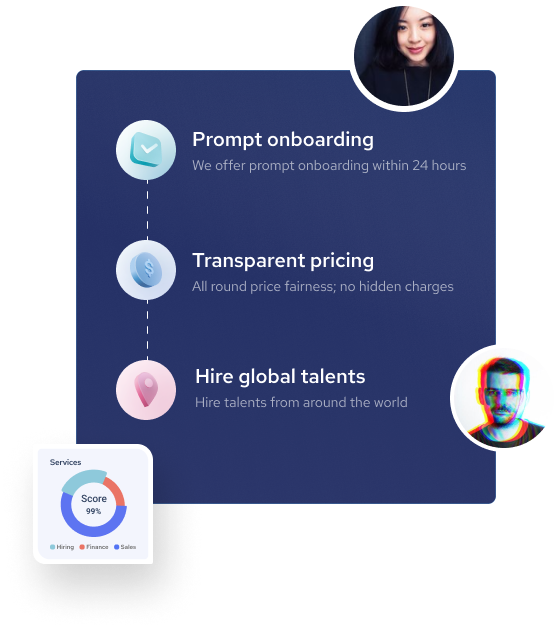 Prompt onboarding
We offer prompt onboarding within 24 hours
$
Transparent pricing
All round price fairness; no hidden charges
Hire global talents
Hire talents from around the world
Services
Score
99%
Hiring Finance Sales